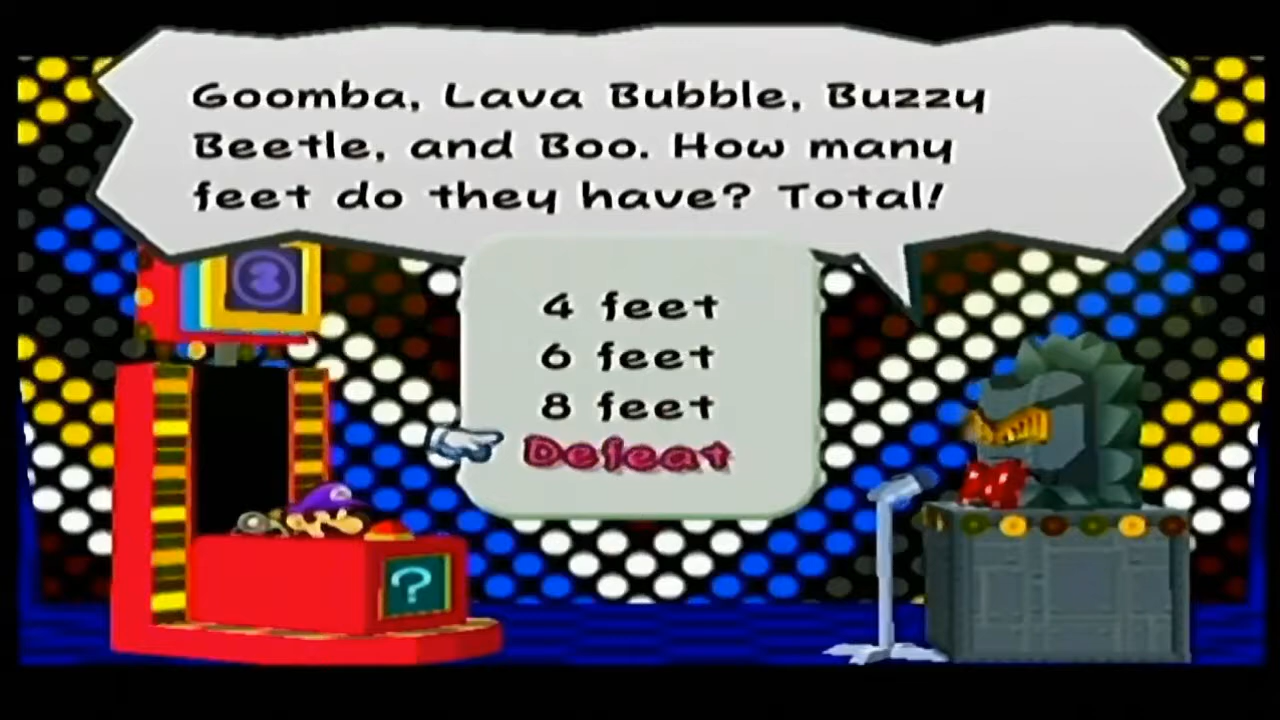 Goomba, Lava Bubble, Buzzy
Beetle, and Boo. How many
feet do they have? Total!
4 feet
6 feet
8 feet
Defeat
?